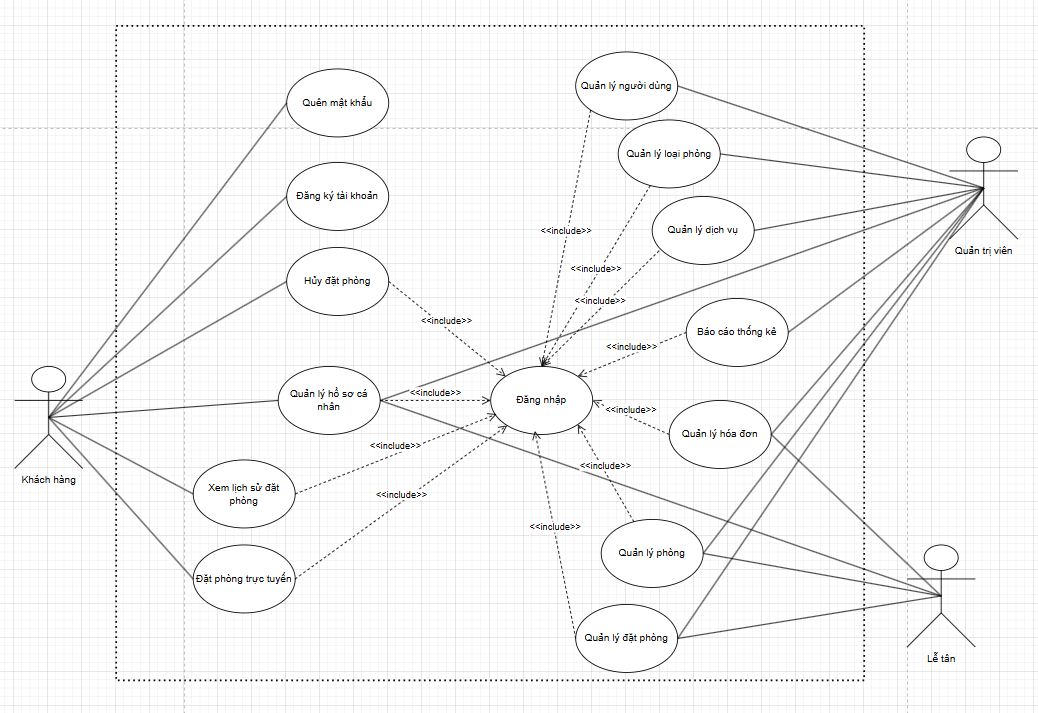 Quên mật khẩu
Đăng ký tài khoản
Hủy đặt phòng
Quản lý hồ sơ cá
nhân
Xem lịch sử đặt
phòng
Đặt phòng trực tuyến
Khách hàng
<<include>>
<<include>>
<<include>>
<<include>>
Đăng nhập
Quản lý người dùng
Quản lý loại phòng
Quản lý dịch vụ
<<include>>
<<include>>
<<include>>
Báo cáo thống kê
<<include>>
Quản lý hóa đơn
<<include>>
<<include>>
Quản lý phòng
<<include>>
Quản lý đặt phòng
Quản trị viên
Lễ tân